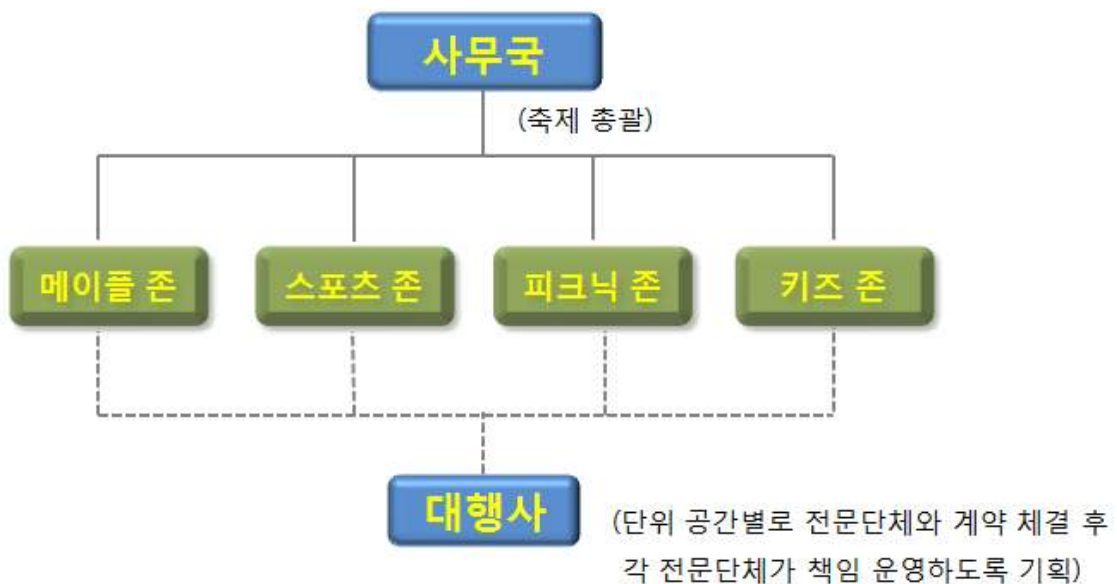 사무국
(축제 총괄)
메이플 존
스포츠 존
피크닉 존
키즈 존
대행사
(단위 공간별로 전문단체와 계약 체결 후
각 전문단체가 책임 운영하도록 기획)